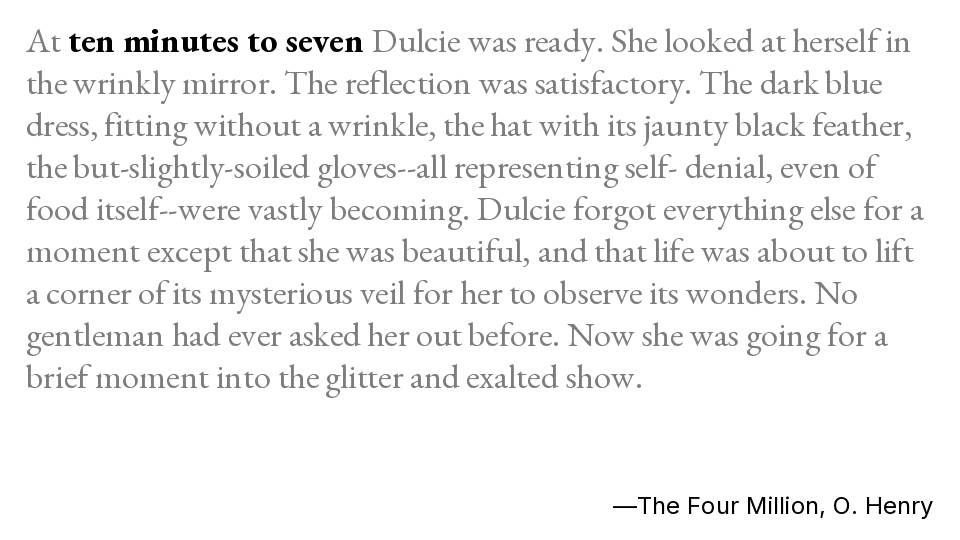 At ten minutes to seven Dulcie was ready. She looked at herself in
the wrinkly mirror. The reflection was satisfactory. The dark blue
dress, fitting without a wrinkle, the hat with its jaunty black feather,
the but-slightly-soiled gloves--all representing self- denial, even of
food itself--were vastly becoming. Dulcie forgot everything else for a
moment except that she was beautiful, and that life was about to lift
a corner of its mysterious veil for her to observe its wonders. No
gentleman had ever asked her out before. Now she was going for a
brief moment into the glitter and exalted show.
—The Four Million, O. Henry